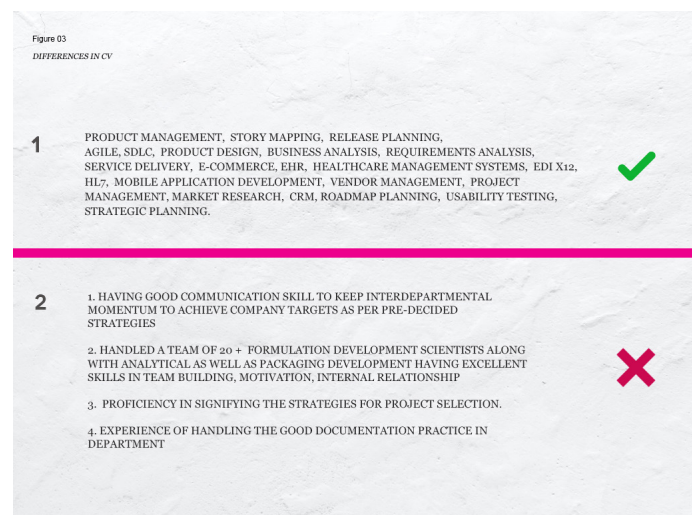 Figure 03
DIFFERENCES IN CV
1
PRODUCT MANAGEMENT, STORY MAPPING, RELEASE PLANNING,
AGILE, SDLC, PRODUCT DESIGN, BUSINESS ANALYSIS, REQUIREMENTS ANALYSIS,
SERVICE DELIVERY, E-COMMERCE, EHR, HEALTHCARE MANAGEMENT SYSTEMS, EDI X12,
HL7, MOBILE APPLICATION DEVELOPMENT, VENDOR MANAGEMENT, PROJECT
MANAGEMENT, MARKET RESEARCH, CRM, ROADMAP PLANNING, USABILITY TESTING,
STRATEGIC PLANNING.
2
1. HAVING GOOD COMMUNICATION SKILL TO KEEP INTERDEPARTMENTAL
MOMENTUM TO ACHIEVE COMPANY TARGETS AS PER PRE-DECIDED
STRATEGIES
2. HANDLED A TEAM OF 20 + FORMULATION DEVELOPMENT SCIENTISTS ALONG
WITH ANALYTICAL AS WELL AS PACKAGING DEVELOPMENT HAVING EXCELLENT
SKILLS IN TEAM BUILDING, MOTIVATION, INTERNAL RELATIONSHIP
3. PROFICIENCY IN SIGNIFYING THE STRATEGIES FOR PROJECT SELECTION.
4. EXPERIENCE OF HANDLING THE GOOD DOCUMENTATION PRACTICE IN
DEPARTMENT